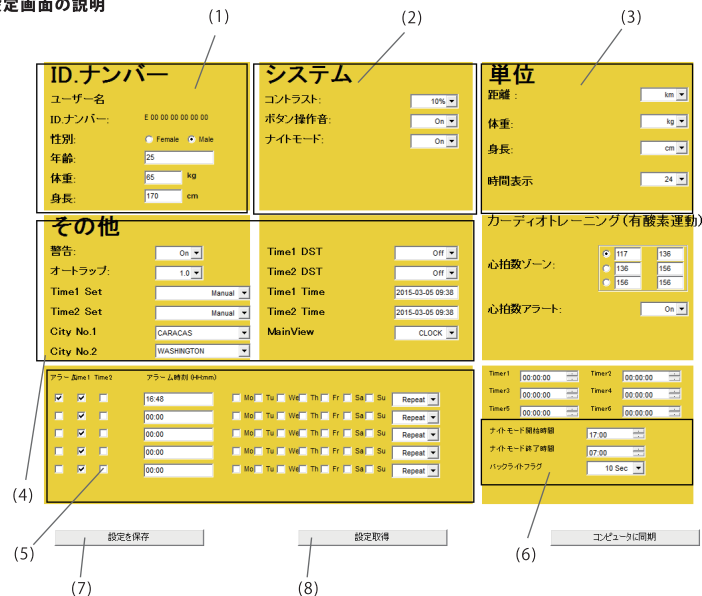 定画面の説明
(1)
(2)
(3)
ID.ナンバー
ユーザー名
ID.ナンバー: E 00 00 00 00 00 00
性別: Female Male
年齢: 25
体重: 65 kg
身長: 170 cm
システム
コントラスト: 10%
ボタン操作音: On
ナイトモード: On
単位
距離 : km
体重: kg
身長: cm
時間表示 24
その他
警告: On
オートラップ: 1.0
Time1 Set Manual
Time2 Set Manual
City No.1 CARACAS
City No.2 WASHINGTON
Time1 DST Off
Time2 DST Off
Time1 Time 2015-03-05 09:38
Time2 Time 2015-03-05 09:38
MainView CLOCK
カーディオトレーニング(有酸素運動)
心拍数ゾーン: 117 136
136 156
156 156
心拍数アラート: On
アラーム Time1 Time2 アラーム時刻 (HH:mm)
16:48 Mo Tu We Th Fr Sa Su Repeat
00:00 Mo Tu We Th Fr Sa Su Repeat
00:00 Mo Tu We Th Fr Sa Su Repeat
00:00 Mo Tu We Th Fr Sa Su Repeat
00:00 Mo Tu We Th Fr Sa Su Repeat
Timer1 00:00:00 Timer2 00:00:00
Timer3 00:00:00 Timer4 00:00:00
Timer5 00:00:00 Timer6 00:00:00
ナイトモード開始時間 17:00
ナイトモード終了時間 07:00
バックライトフラグ 10 Sec
(4)
(5)
(6)
設定を保存
設定取得
コンピュータに同期
(7)
(8)